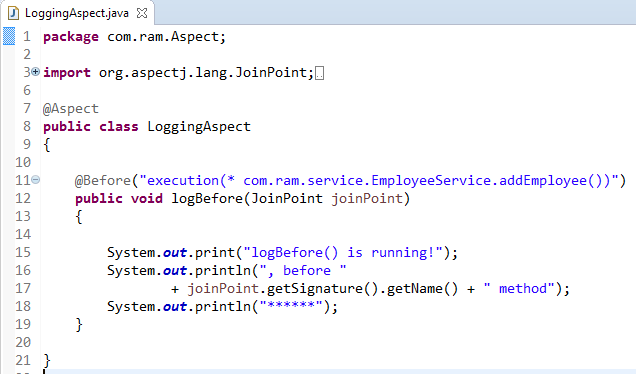 LoggingAspect.java
1 package com.ram.Aspect;
2
3 import org.aspectj.lang.JoinPoint;
6
7 @Aspect
8 public class LoggingAspect
9 {
10
11 @Before("execution(* com.ram.service.EmployeeService.addEmployee())")
12 public void logBefore(JoinPoint joinPoint)
13 {
14
15 System.out.print("logBefore() is running!");
16 System.out.println(", before "
17 + joinPoint.getSignature().getName() + " method");
18 System.out.println("******");
19 }
20
21 }